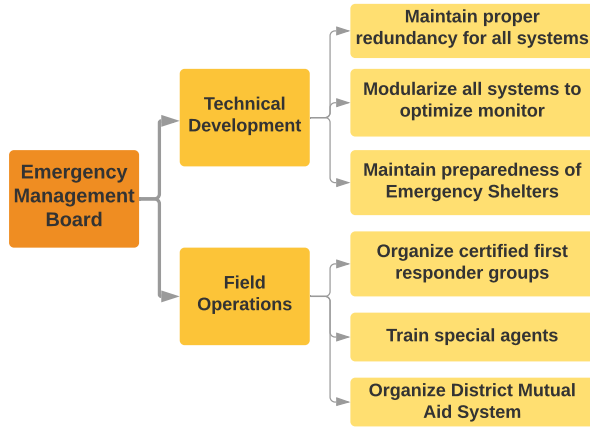 Emergency
Management
Board
Technical
Development
Maintain proper
redundancy for all systems
Modularize all systems to
optimize monitor
Maintain preparedness of
Emergency Shelters
Field
Operations
Organize certified first
responder groups
Train special agents
Organize District Mutual
Aid System